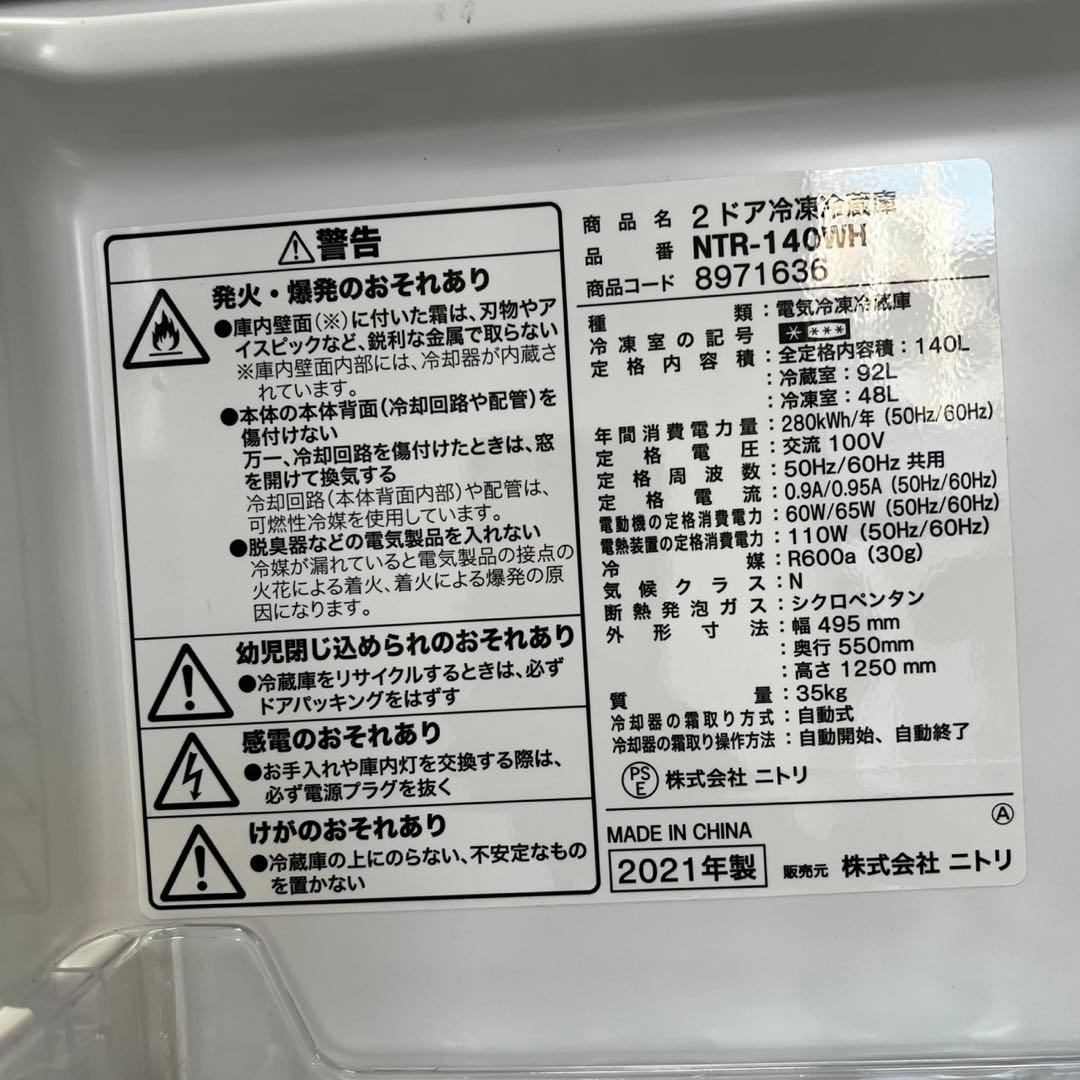 警告
発火・爆発のおそれあり
●庫内壁面(※)に付いた霜は、刃物やア
イスピックなど、鋭利な金属で取らない
※庫内壁面内部には、冷却器が内蔵さ
れています。
●本体の本体背面(冷却回路や配管)を
傷付けない
万一、冷却回路を傷付けたときは、窓
を開けて換気する
冷却回路(本体背面内部)や配管は、
可燃性冷媒を使用しています。
●脱臭器などの電気製品を入れない
冷媒が漏れていると電気製品の接点の
火花による着火、着火による爆発の原
因になります。
幼児閉じ込められのおそれあり
●冷蔵庫をリサイクルするときは、必ず
ドアパッキングをはずす
感電のおそれあり
●お手入れや庫内灯を交換する際は、
必ず電源プラグを抜く
けがのおそれあり
●冷蔵庫の上にのらない、不安定なもの
を置かない
商品名 2ドア冷凍冷蔵庫
品番 NTR-140WH
商品コード 8971636
種類:電気冷凍冷蔵庫
冷凍室の記号:* ***
定格内容積:全定格内容積:140L
:冷蔵室:92L
:冷凍室:48L
年間消費電力量:280kWh/年 (50Hz/60Hz)
定格電圧:交流 100V
定格周波数:50Hz/60Hz 共用
定格電流:0.9A/0.95A (50Hz/60Hz)
電動機の定格消費電力:60W/65W (50Hz/60Hz)
電熱装置の定格消費電力:110W (50Hz/60Hz)
冷媒:R600a (30g)
気候クラス:N
断熱発泡ガス:シクロペンタン
外形寸法:幅 495 mm
:奥行 550mm
:高さ 1250 mm
質量:35kg
冷却器の霜取り方式:自動式
冷却器の霜取り操作方法:自動開始、自動終了
PSE 株式会社 ニトリ
A
MADE IN CHINA
2021年製 販売元 株式会社 ニトリ